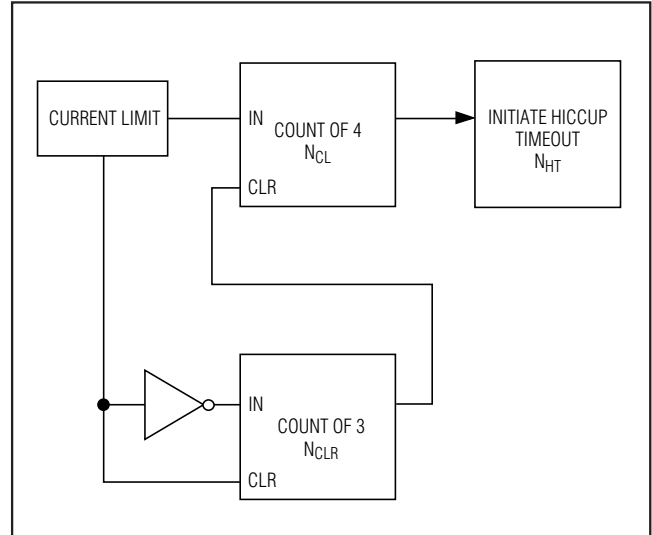 CURRENT LIMIT
IN
COUNT OF 4
NCL
CLR
INITIATE HICCUP
TIMEOUT
NHT
IN
COUNT OF 3
NCLR
CLR